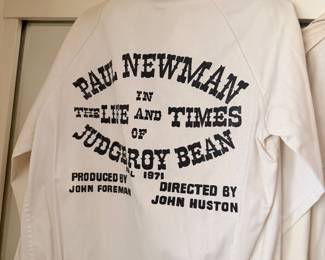 PAUL NEWMAN
IN
THE LIFE AND TIMES
OF
JUDGE ROY BEAN
1971
PRODUCED BY
JOHN FOREMAN
DIRECTED BY
JOHN HUSTON